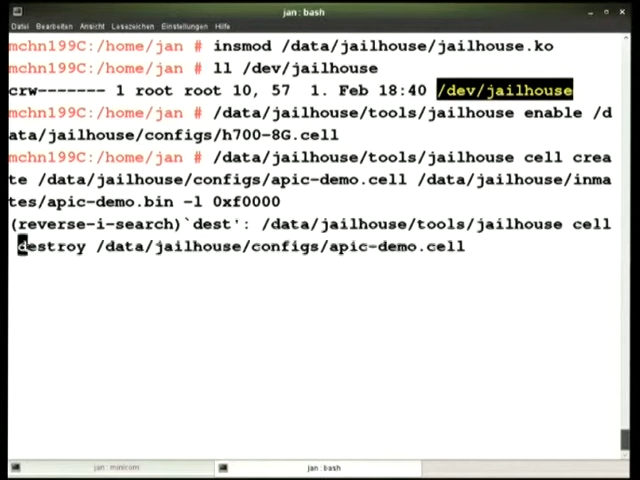 jan : bash
Datei Bearbeiten Ansicht Lesezeichen Einstellungen Hilfe
mchn199C:/home/jan # insmod /data/jailhouse/jailhouse.ko
mchn199C:/home/jan # ll /dev/jailhouse
crw------- 1 root root 10, 57  1. Feb 18:40 /dev/jailhouse
mchn199C:/home/jan # /data/jailhouse/tools/jailhouse enable /d
ata/jailhouse/configs/h700-8G.cell
mchn199C:/home/jan # /data/jailhouse/tools/jailhouse cell crea
te /data/jailhouse/configs/apic-demo.cell /data/jailhouse/inma
tes/apic-demo.bin -l 0xf0000
(reverse-i-search)`dest': /data/jailhouse/tools/jailhouse cell
destroy /data/jailhouse/configs/apic-demo.cell
jan : minicom
jan : bash